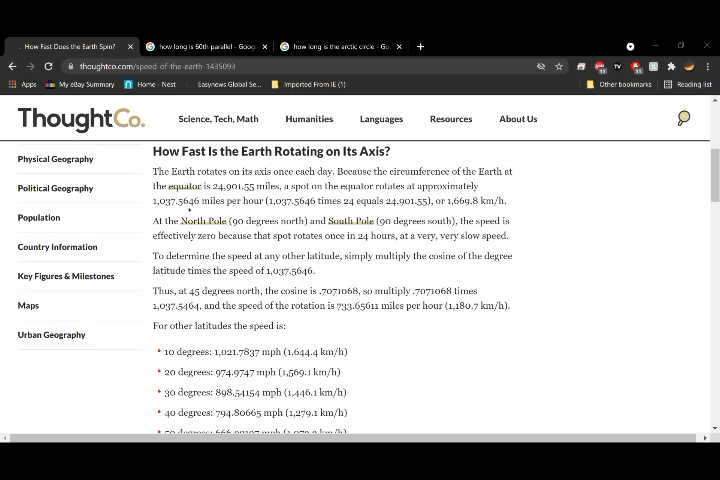 How Fast Does the Earth Spin?
how long is 60th parallel - Goog
how long is the arctic circle - Go
thoughtco.com/speed-of-the-earth-1435093
Apps
My eBay Summary
Home - Nest
Easynews Global Se...
Imported From IE (1)
Other bookmarks
Reading list
ThoughtCo.
Science, Tech, Math
Humanities
Languages
Resources
About Us
Physical Geography
Political Geography
Population
Country Information
Key Figures & Milestones
Maps
Urban Geography
How Fast Is the Earth Rotating on Its Axis?
The Earth rotates on its axis once each day. Because the circumference of the Earth at
the equator is 24,901.55 miles, a spot on the equator rotates at approximately
1,037.5646 miles per hour (1,037.5646 times 24 equals 24,901.55), or 1,669.8 km/h.
At the North Pole (90 degrees north) and South Pole (90 degrees south), the speed is
effectively zero because that spot rotates once in 24 hours, at a very, very slow speed.
To determine the speed at any other latitude, simply multiply the cosine of the degree
latitude times the speed of 1,037.5646.
Thus, at 45 degrees north, the cosine is .7071068, so multiply .7071068 times
1,037.5464, and the speed of the rotation is 733.65611 miles per hour (1,180.7 km/h).
For other latitudes the speed is:
10 degrees: 1,021.7837 mph (1,644.4 km/h)
20 degrees: 974.9747 mph (1,569.1 km/h)
30 degrees: 898.54154 mph (1,446.1 km/h)
40 degrees: 794.80665 mph (1,279.1 km/h)